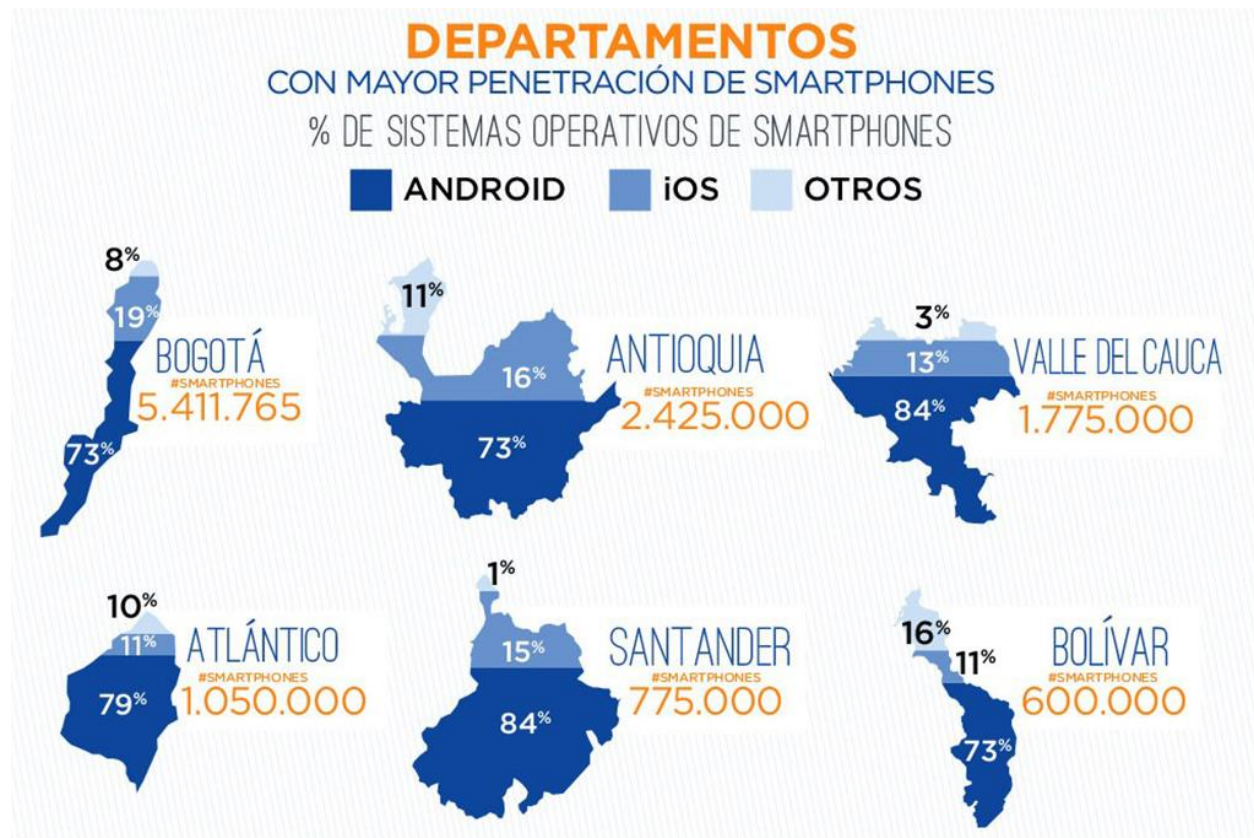 DEPARTAMENTOS
CON MAYOR PENETRACIÓN DE SMARTPHONES
% DE SISTEMAS OPERATIVOS DE SMARTPHONES
ANDROID iOS OTROS
8%
19%
73%
BOGOTÁ
#SMARTPHONES
5.411.765
11%
16%
73%
ANTIOQUIA
#SMARTPHONES
2.425.000
3%
13%
84%
VALLE DEL CAUCA
#SMARTPHONES
1.775.000
10%
11%
79%
ATLÁNTICO
#SMARTPHONES
1.050.000
1%
15%
84%
SANTANDER
#SMARTPHONES
775.000
16%
11%
73%
BOLÍVAR
#SMARTPHONES
600.000